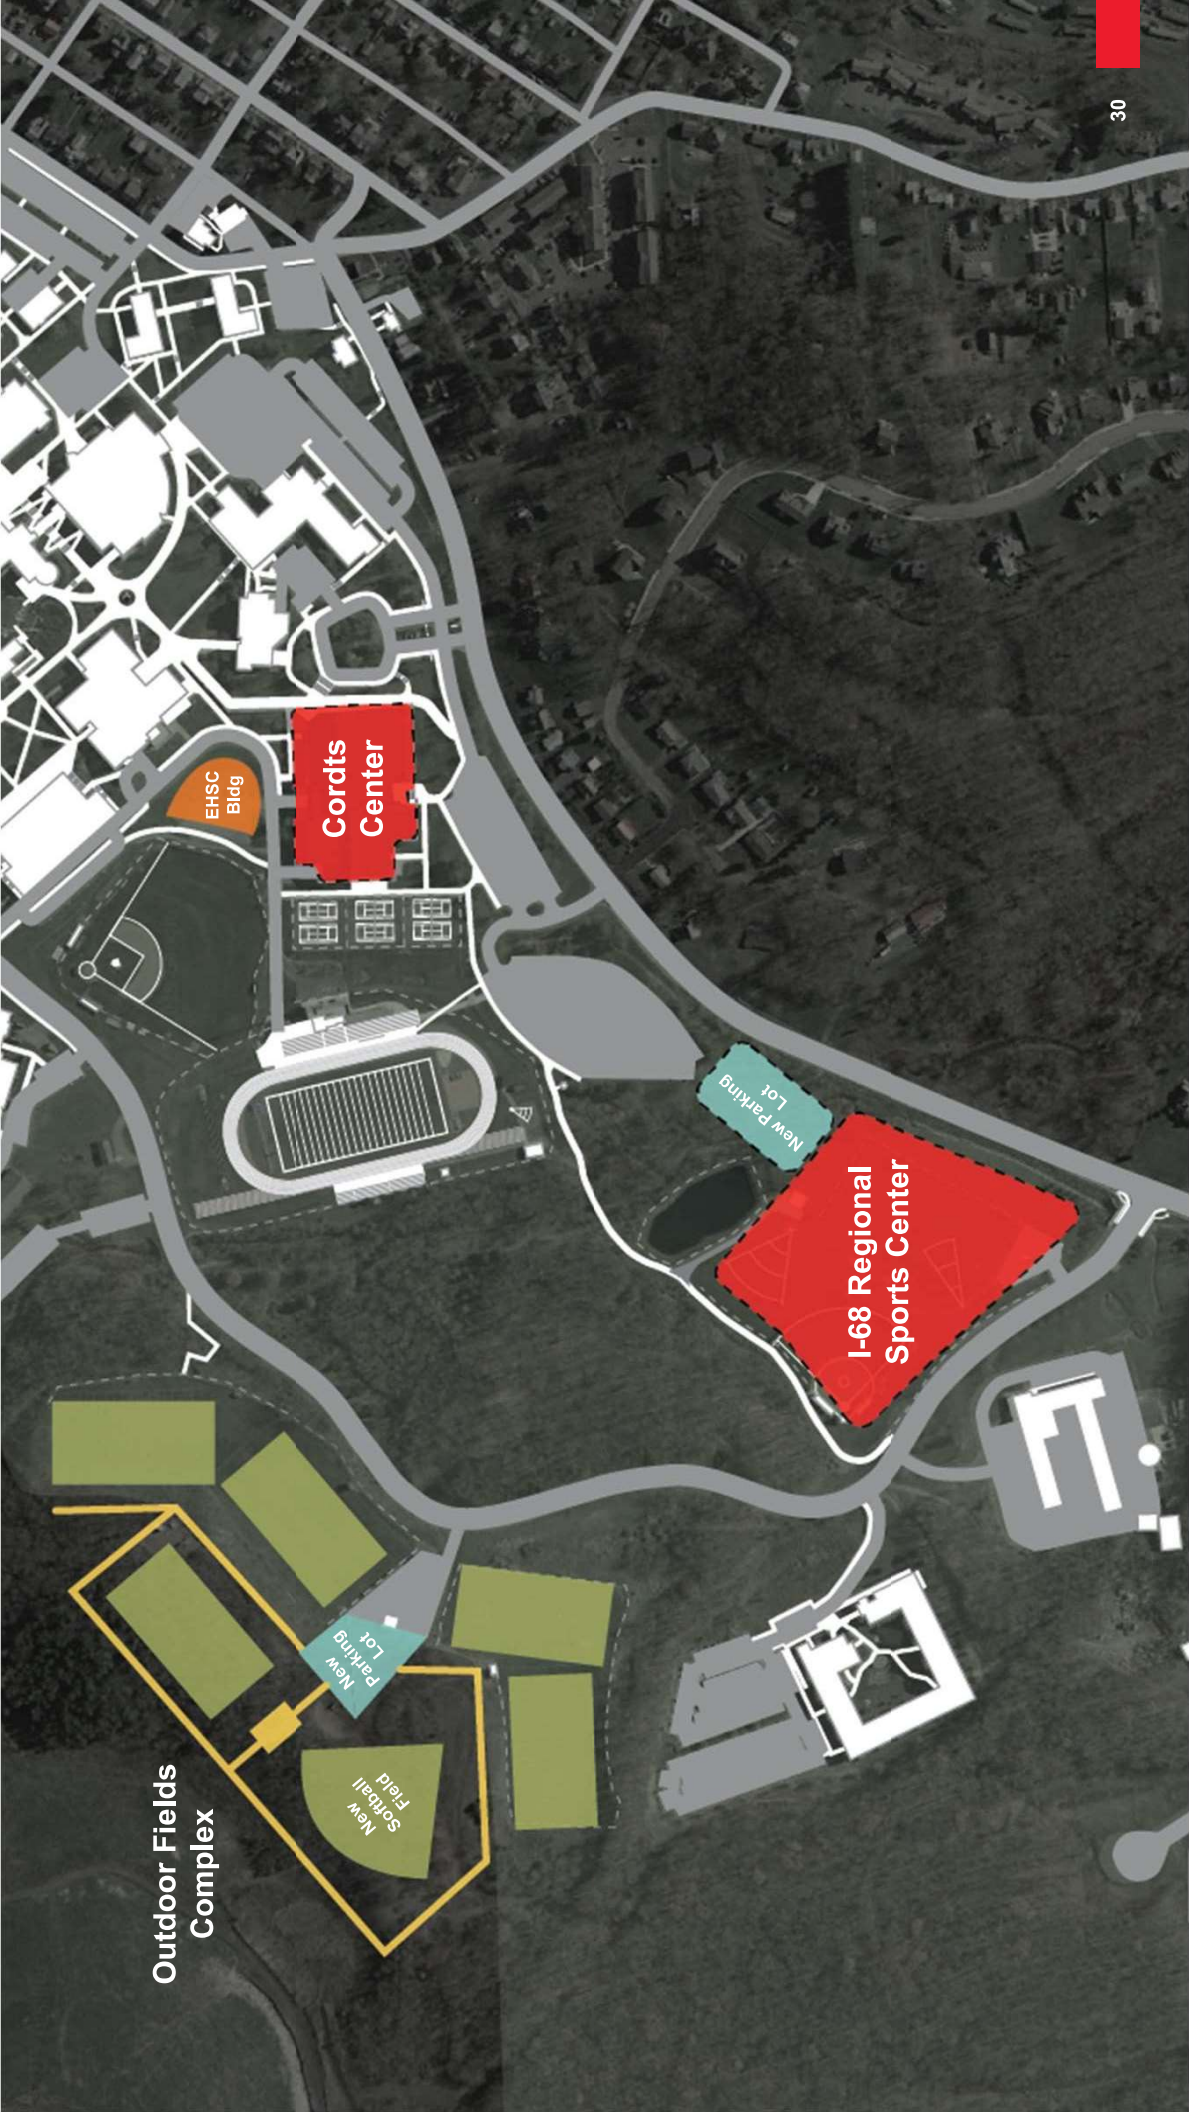 30
Cordts
Center
EHSC
Bldg
New Parking
Lot
I-68 Regional
Sports Center
New
Parking
Lot
New
Softball
Field
Outdoor Fields
Complex